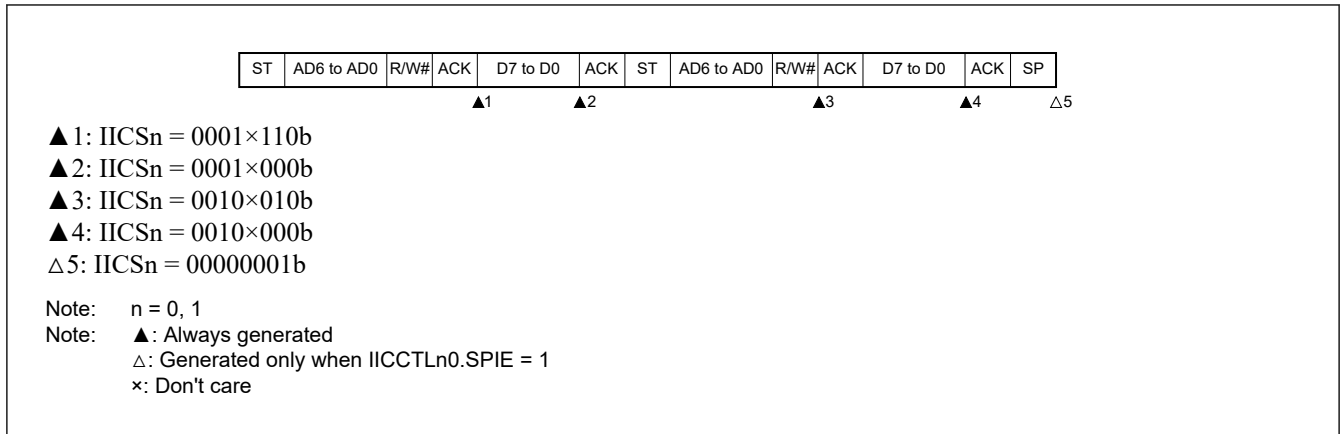 ST AD6 to AD0 R/W# ACK D7 to D0 ACK ST AD6 to AD0 R/W# ACK D7 to D0 ACK SP
▲1 ▲2 ▲3 ▲4 △5
▲1: IICSn = 0001×110b
▲2: IICSn = 0001×000b
▲3: IICSn = 0010×010b
▲4: IICSn = 0010×000b
△5: IICSn = 00000001b
Note: n = 0, 1
Note: ▲: Always generated
△: Generated only when IICCTLn0.SPIE = 1
×: Don't care